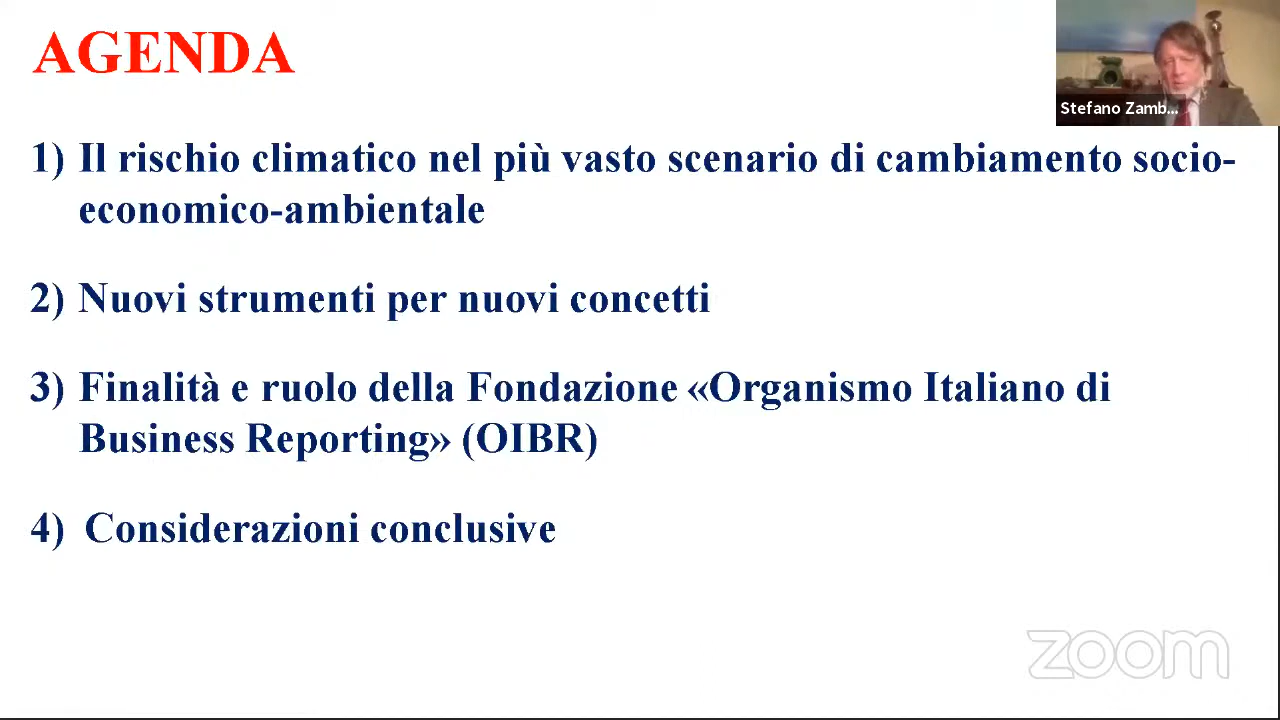 AGENDA
Stefano Zamb...
1) Il rischio climatico nel più vasto scenario di cambiamento socio-
economico-ambientale
2) Nuovi strumenti per nuovi concetti
3) Finalità e ruolo della Fondazione «Organismo Italiano di
Business Reporting» (OIBR)
4) Considerazioni conclusive
zoom